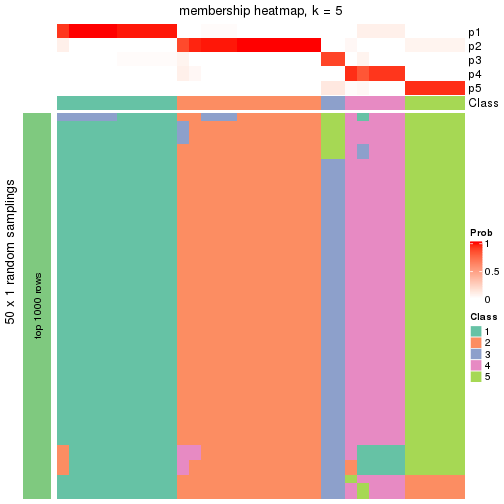 membership heatmap, k = 5
p1
p2
p3
p4
p5
Class
50 x 1 random samplings
top 1000 rows
Prob
1
0.5
0
Class
1
2
3
4
5